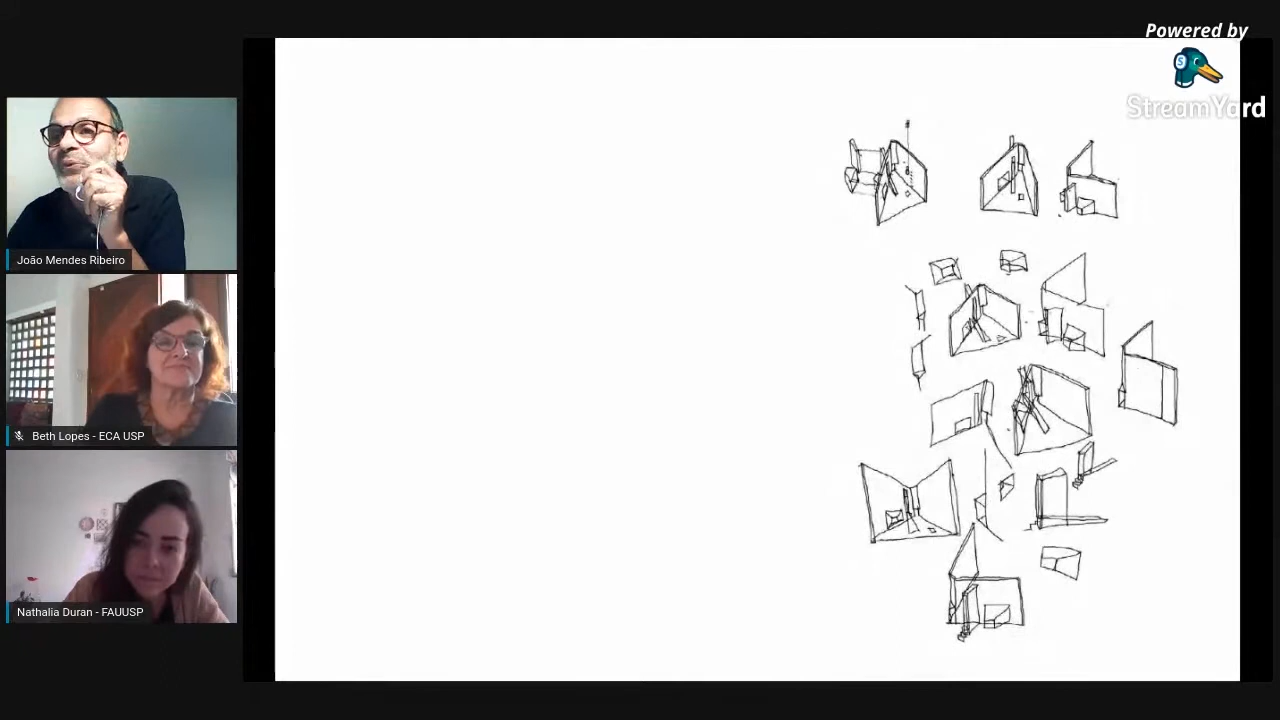 Powered by
StreamYard
João Mendes Ribeiro
Beth Lopes - ECA USP
Nathalia Duran - FAUUSP